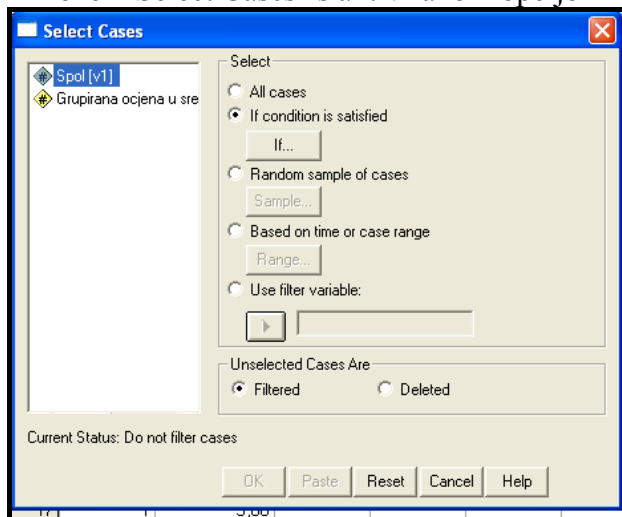 Select Cases
Spol [v1]
Grupirana ocjena u sre
Select
All cases
If condition is satisfied
If...
Random sample of cases
Sample...
Based on time or case range
Range...
Use filter variable:
Unselected Cases Are
Filtered Deleted
Current Status: Do not filter cases
OK Paste Reset Cancel Help